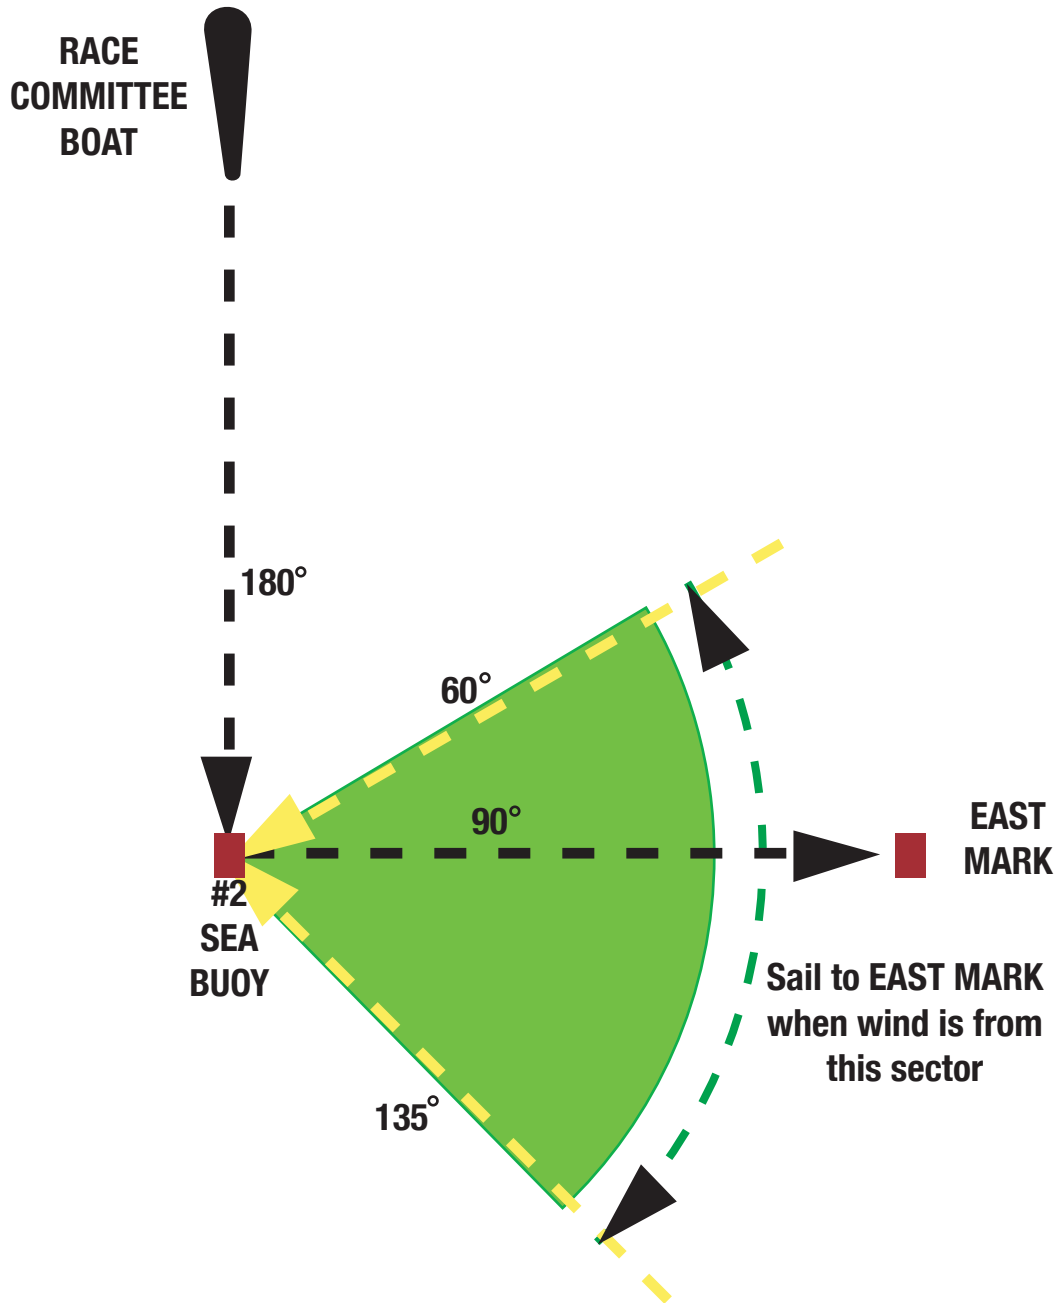 RACE
COMMITTEE
BOAT
180°
60°
90°
EAST
MARK
#2
SEA
BUOY
Sail to EAST MARK
when wind is from
this sector
135°